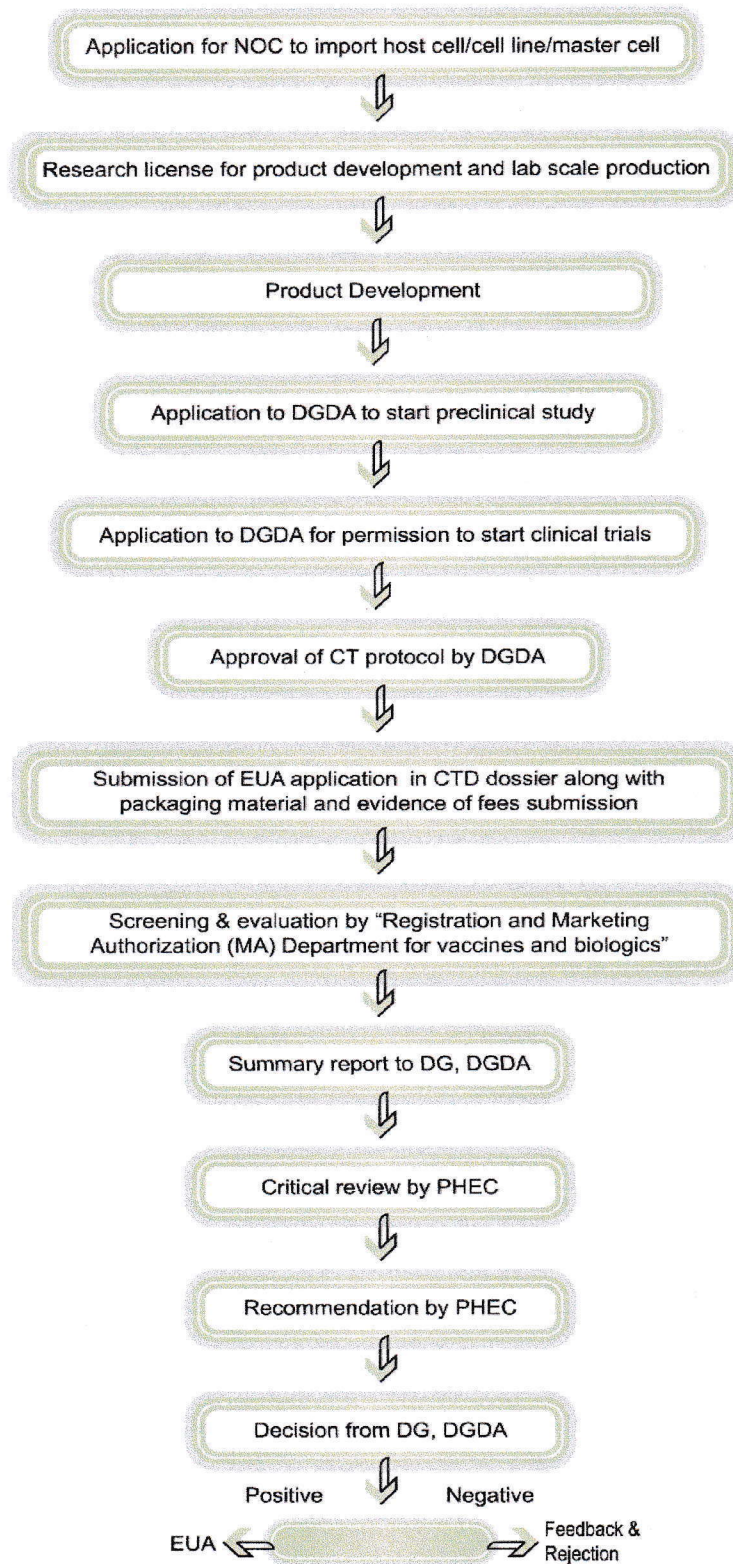 Application for NOC to import host cell/cell line/master cell
Research license for product development and lab scale production
Product Development
Application to DGDA to start preclinical study
Application to DGDA for permission to start clinical trials
Approval of CT protocol by DGDA
Submission of EUA application in CTD dossier along with
packaging material and evidence of fees submission
Screening & evaluation by “Registration and Marketing
Authorization (MA) Department for vaccines and biologics”
Summary report to DG, DGDA
Critical review by PHEC
Recommendation by PHEC
Decision from DG, DGDA
Positive Negative
EUA Feedback &
Rejection